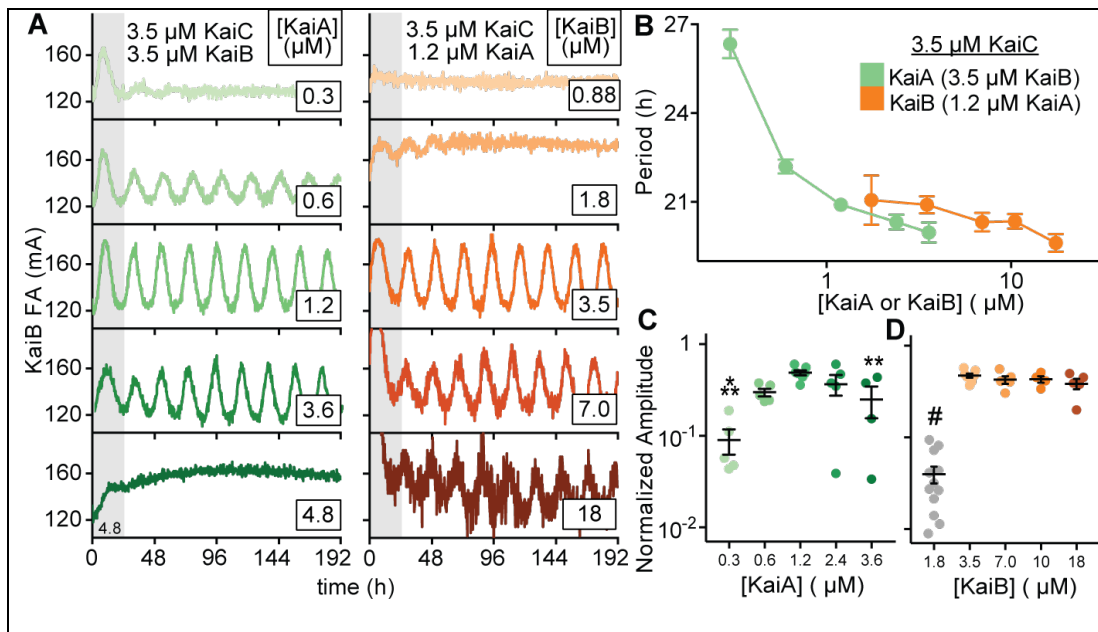 A
3.5 µM KaiC
3.5 µM KaiB
[KaiA]
(µM)
3.5 µM KaiC
1.2 µM KaiA
[KaiB]
(µM)
160
120
0.3
0.88
160
120
0.6
1.8
160
120
1.2
3.5
160
120
3.6
7.0
160
120
4.8
4.8
18
KaiB FA (mA)
0 48 96 144 192
0 48 96 144 192
time (h)
B
27
24
21
Period (h)
3.5 µM KaiC
KaiA (3.5 µM KaiB)
KaiB (1.2 µM KaiA)
1 10
[KaiA or KaiB] ( µM)
C
1
10-1
10-2
Normalized Amplitude
*
**
**
0.3 0.6 1.2 2.4 3.6
[KaiA] ( µM)
D
#
1.8 3.5 7.0 10 18
[KaiB] ( µM)